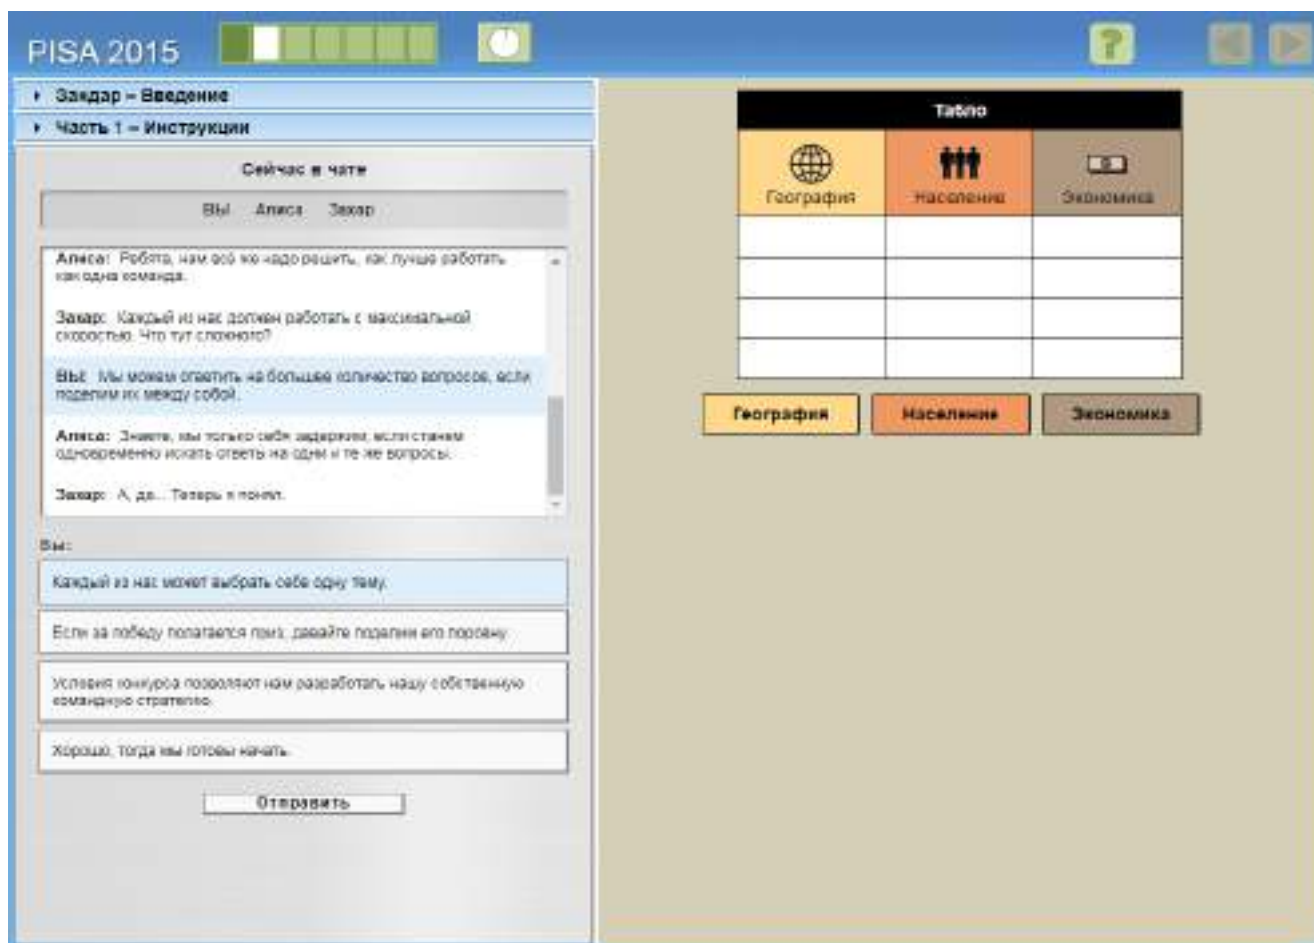 PISA 2015
?
Зандар – Введение
Часть 1 – Инструкции
Сейчас в чате
ВЫ Алиса Захар
Алиса: Ребята, нам всё же надо решить, как лучше работать
как одна команда.
Захар: Каждый из нас должен работать с максимальной
скоростью. Что тут сложного?
ВЫ: Мы можем ответить на большее количество вопросов, если
поделим их между собой.
Алиса: Знаете, мы только себя задержим, если станем
одновременно искать ответы на одни и те же вопросы.
Захар: А, да... Теперь я понял.
Вы:
Каждый из нас может выбрать себе одну тему.
Если за победу полагается приз, давайте поделим его поровну.
Условия конкурса позволяют нам разработать нашу собственную
командную стратегию.
Хорошо, тогда мы готовы начать.
Отправить
Табло
География Население Экономика
География Население Экономика